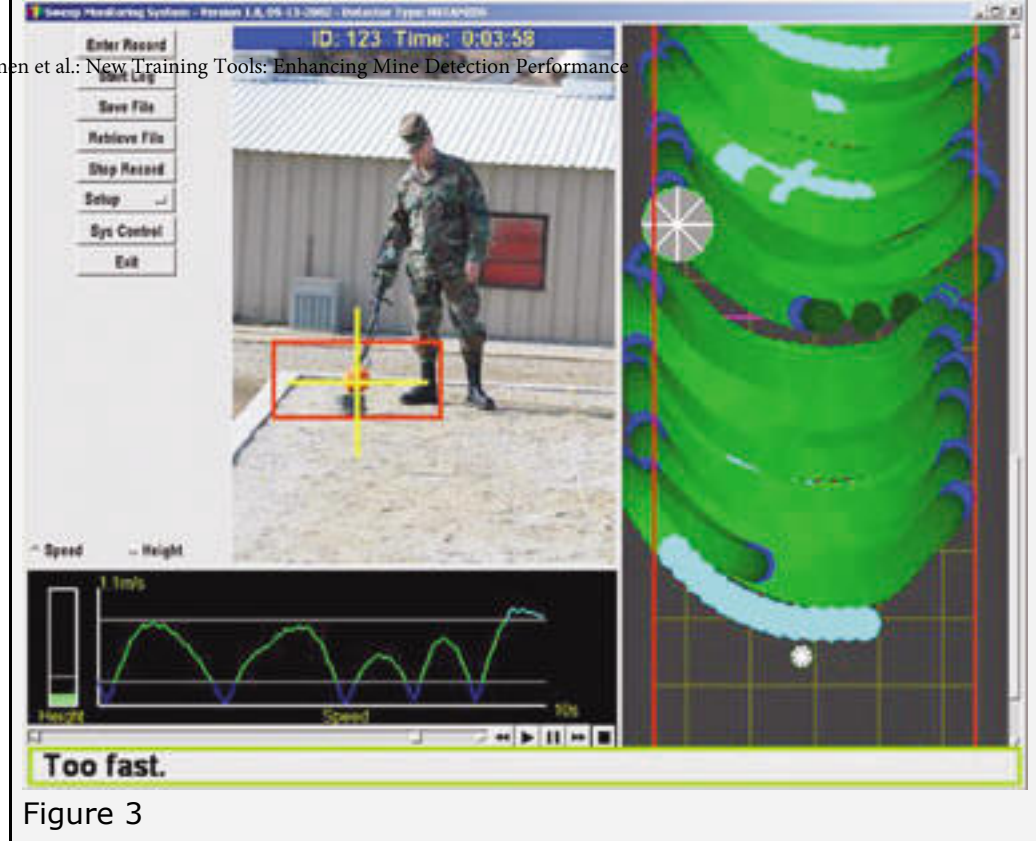 Sweep Monitoring System - Version 1.0, 09-13-2002 - Detector Type:
ID: 123 Time: 0:03:58
Enter Record
en et al.: New Training Tools: Enhancing Mine Detection Performance
Log
Save File
Retrieve File
Stop Record
Setup
Sys Control
Exit
Speed
Height
1.1m/s
Height
Speed
10s
Too fast.
Figure 3